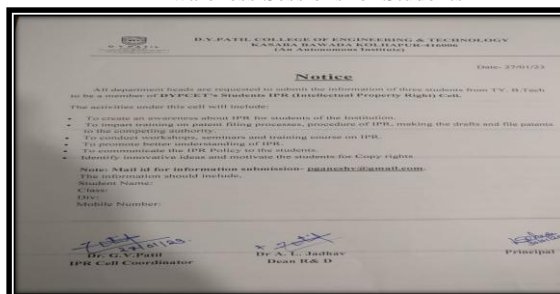 D.Y.PATIL COLLEGE OF ENGINEERING & TECHNOLOGY
KASABA BAWADA KOLHAPUR-416006
(An Autonomous Institute)
Date- 27/01/23
Notice
All department heads are requested to submit the information of three students from TY. B.Tech
to be a member of DYPCET's Students IPR (Intellectual Property Right) Cell.
The activities under this cell will include:
To create an awareness about IPR for students of the Institution.
To impart training on patent filing processes, procedure of IPR, making the drafts and file patents
to the competing authority.
To conduct workshops, seminars and training course on IPR.
To promote better understanding of IPR.
To communicate the IPR Policy to the students.
Identify innovative ideas and motivate the students for Copy rights
Note: Mail id for information submission- pganeshv@gmail.com.
The information should include,
Student Name:
Class:
Div:
Mobile Number:
Dr. G.V.Patil
Dr A. L. Jadhav
Principal
IPR Cell Coordinator
Dean R& D